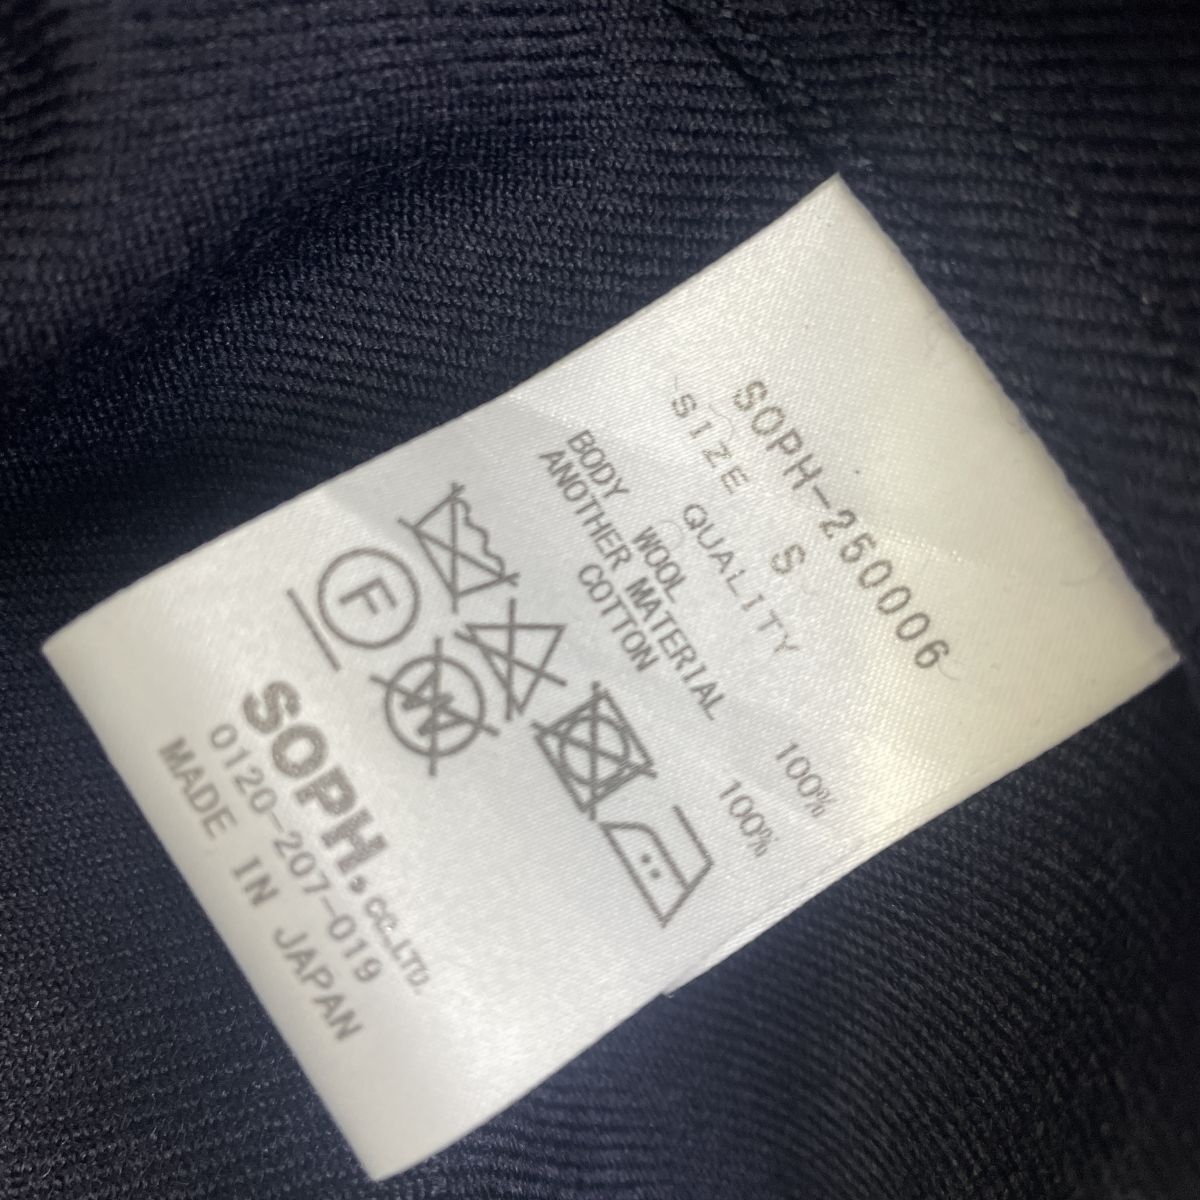 SOPH-250006
SIZE S
QUALITY
BODY
WOOL 100%
ANOTHER MATERIAL
COTTON 100%
F
W
SOPH. CO.,LTD.
0120-207-019
MADE IN JAPAN